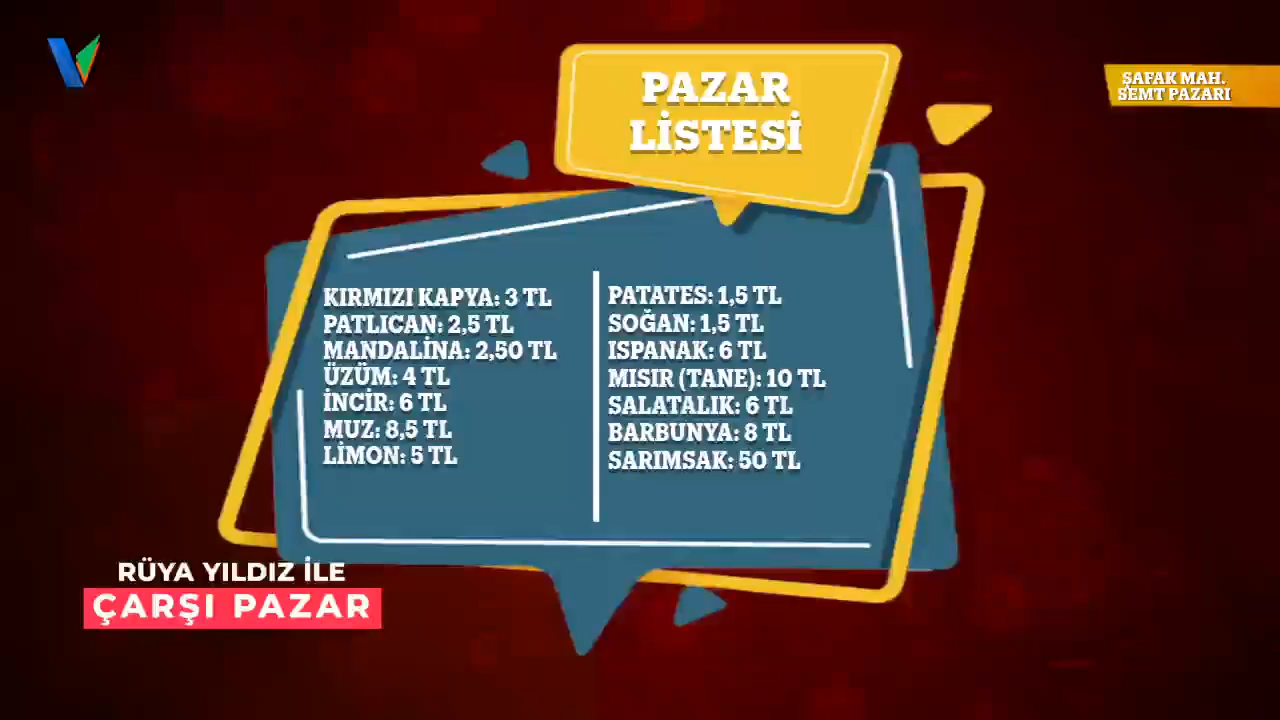 ŞAFAK MAH.
SEMT PAZARI
PAZAR
LİSTESİ
KIRMIZI KAPYA: 3 TL
PATLICAN: 2,5 TL
MANDALİNA: 2,50 TL
ÜZÜM: 4 TL
İNCİR: 6 TL
MUZ: 8,5 TL
LİMON: 5 TL
PATATES: 1,5 TL
SOĞAN: 1,5 TL
ISPANAK: 6 TL
MISIR (TANE): 10 TL
SALATALIK: 6 TL
BARBUNYA: 8 TL
SARIMSAK: 50 TL
RÜYA YILDIZ İLE
ÇARŞI PAZAR